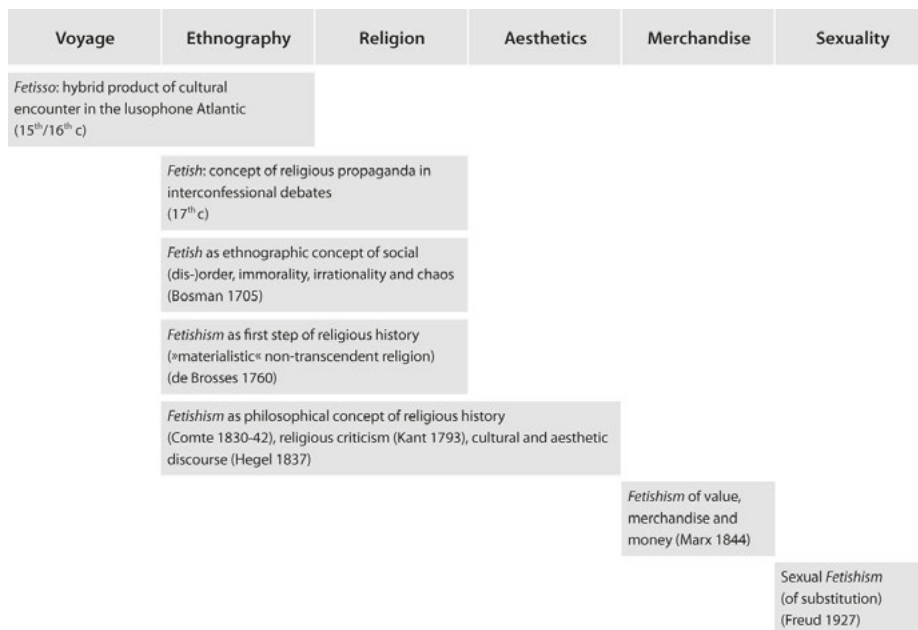 Voyage Ethnography Religion Aesthetics Merchandise Sexuality
Fetisso: hybrid product of cultural
encounter in the lusophone Atlantic
(15th/16th c)
Fetish: concept of religious propaganda in
interconfessional debates
(17th c)
Fetish as ethnographic concept of social
(dis-)order, immorality, irrationality and chaos
(Bosman 1705)
Fetishism as first step of religious history
(»materialistic« non-transcendent religion)
(de Brosses 1760)
Fetishism as philosophical concept of religious history
(Comte 1830-42), religious criticism (Kant 1793), cultural and aesthetic
discourse (Hegel 1837)
Fetishism of value,
merchandise and
money (Marx 1844)
Sexual Fetishism
(of substitution)
(Freud 1927)